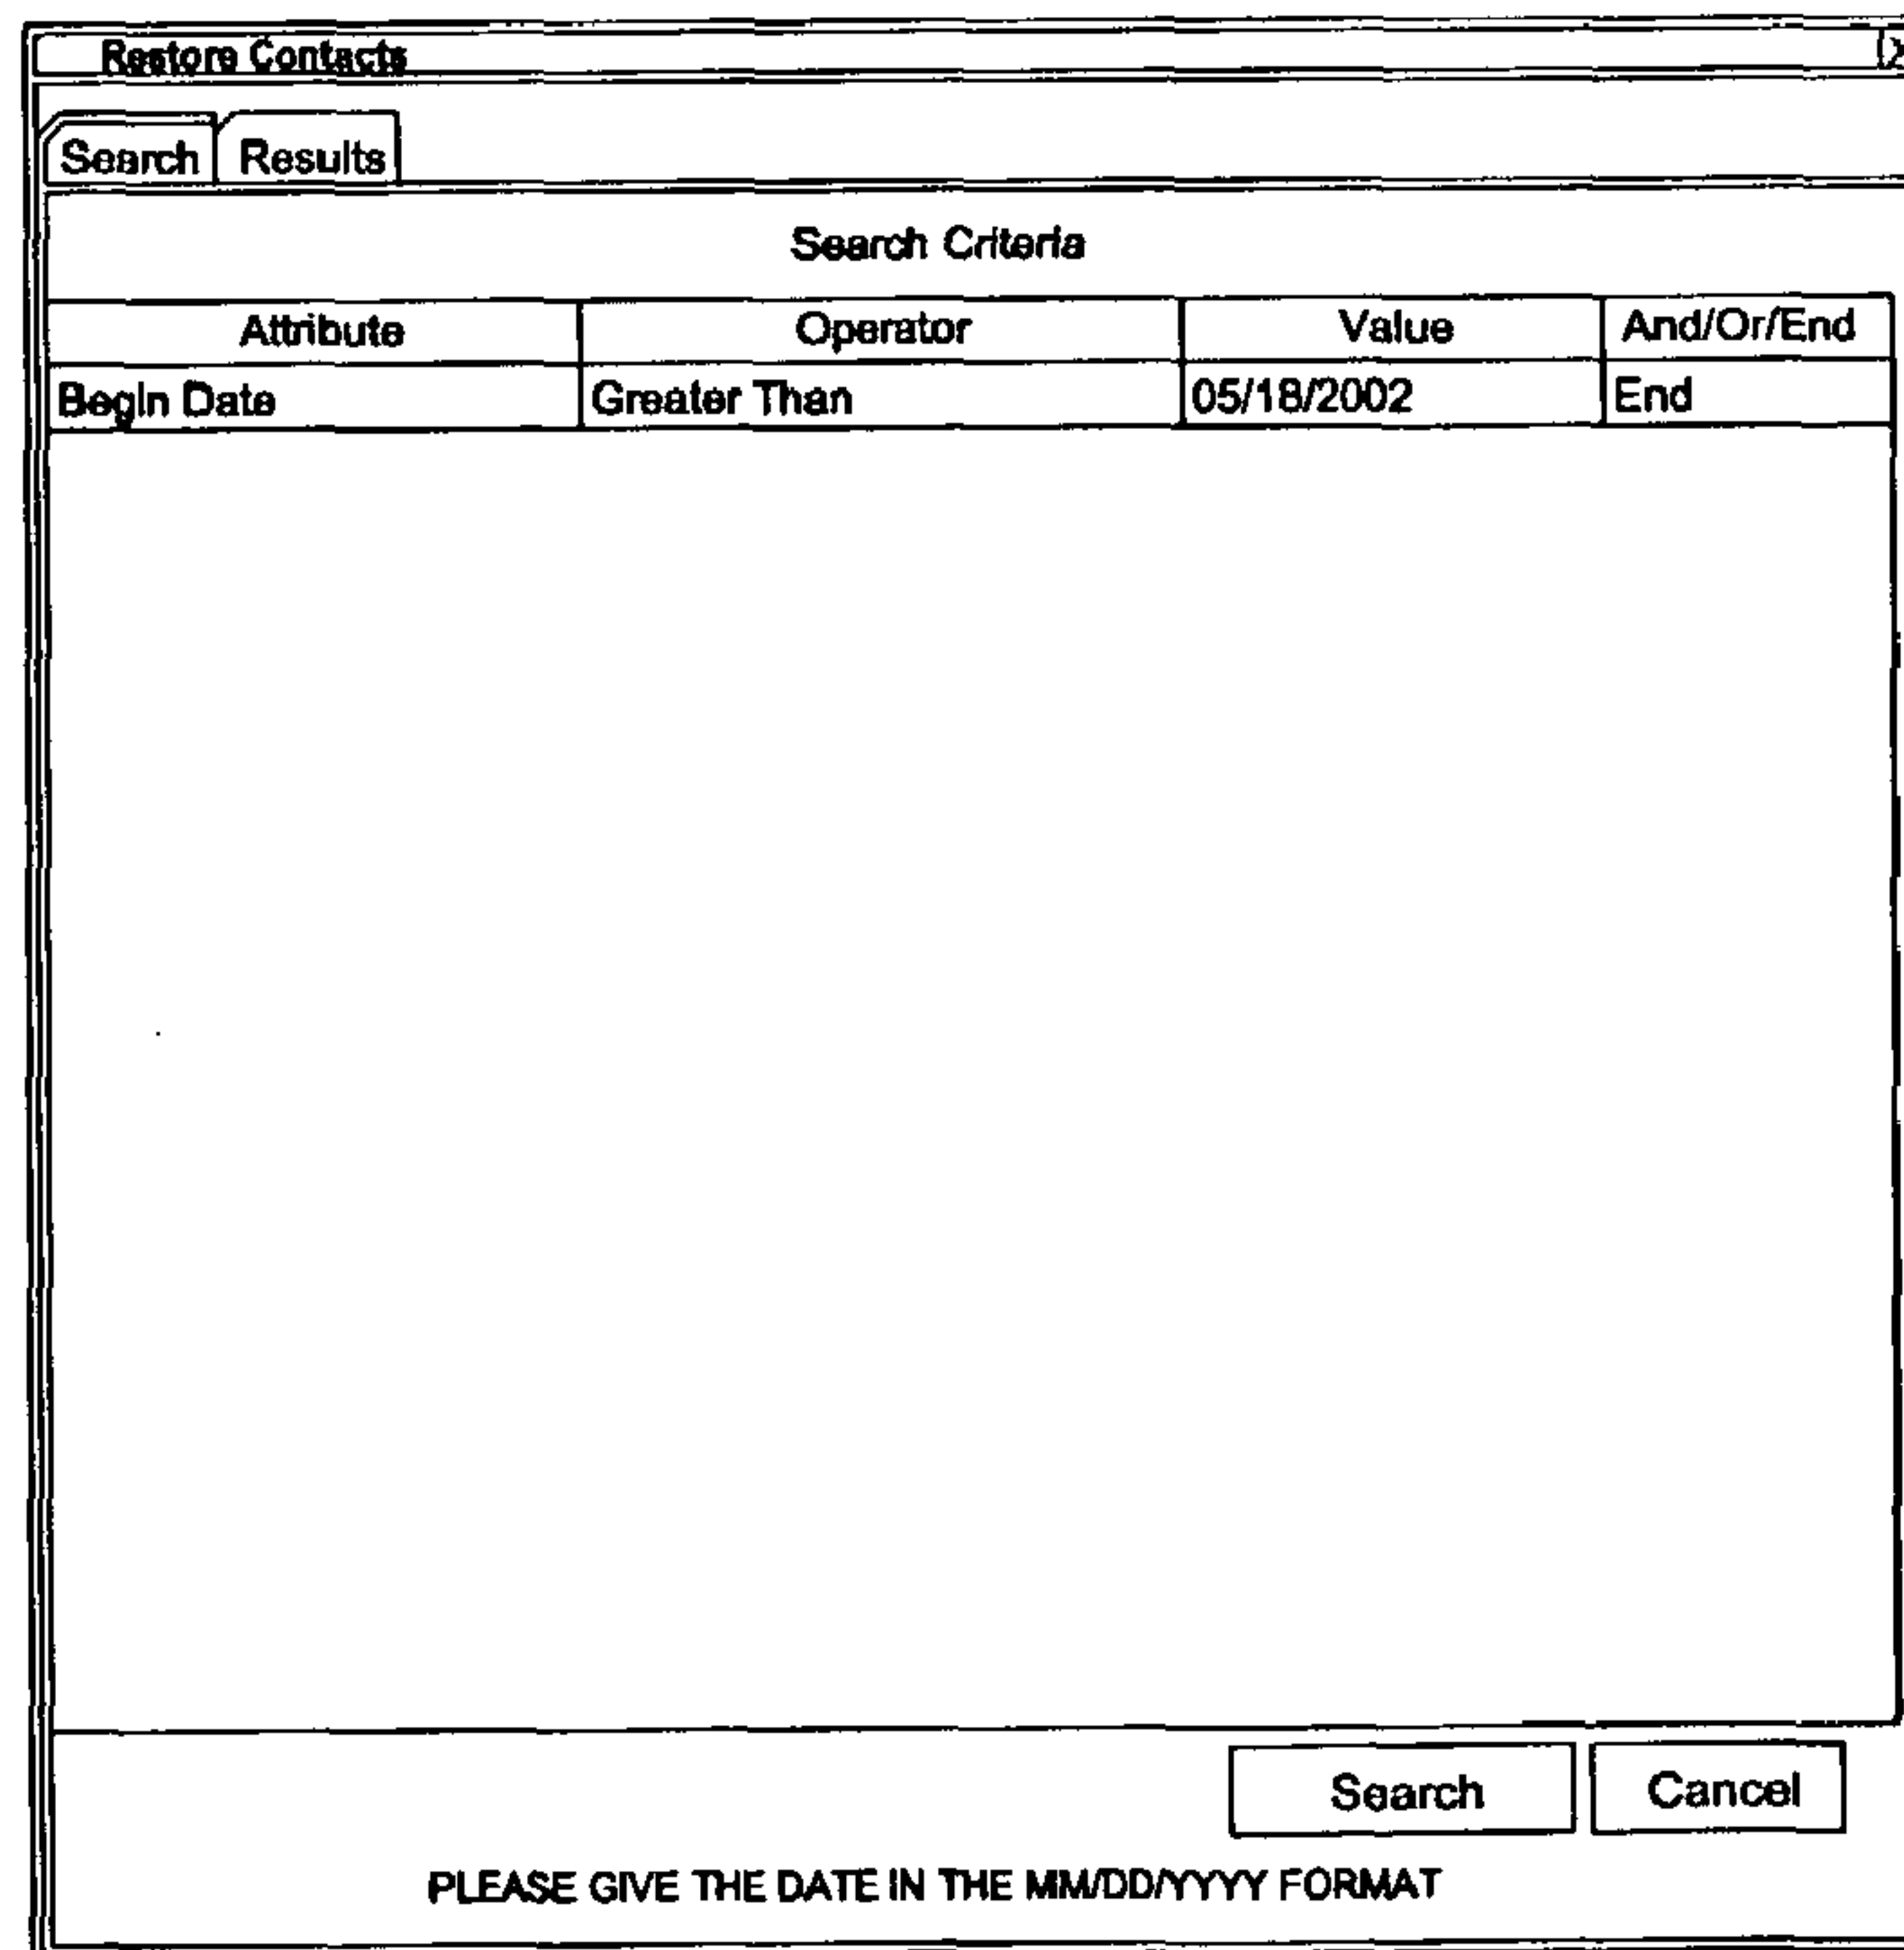 Restore Contacts
Search Results
Search Criteria
Attribute Operator Value And/Or/End
Begin Date Greater Than 05/18/2002 End
Search Cancel
PLEASE GIVE THE DATE IN THE MM/DD/YYYY FORMAT